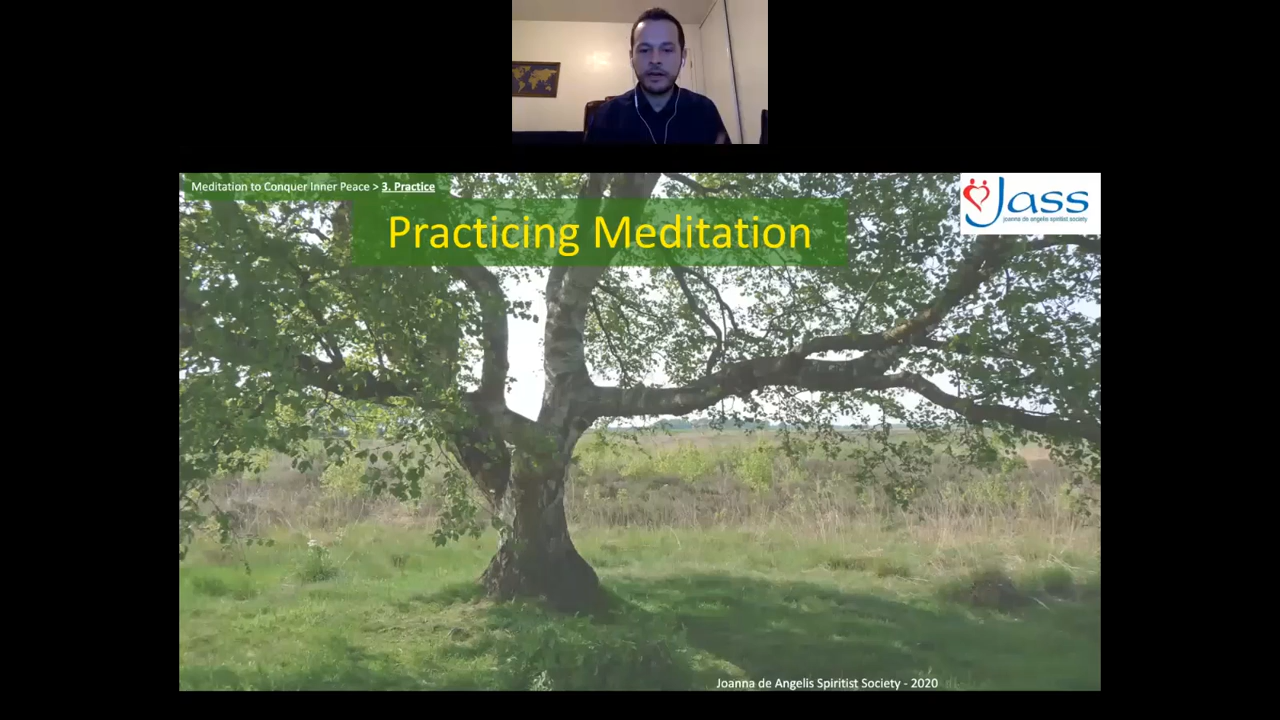 Meditation to Conquer Inner Peace > 3. Practice
Jass
joanna de angelis spiritist society
Practicing Meditation
Joanna de Angelis Spiritist Society - 2020